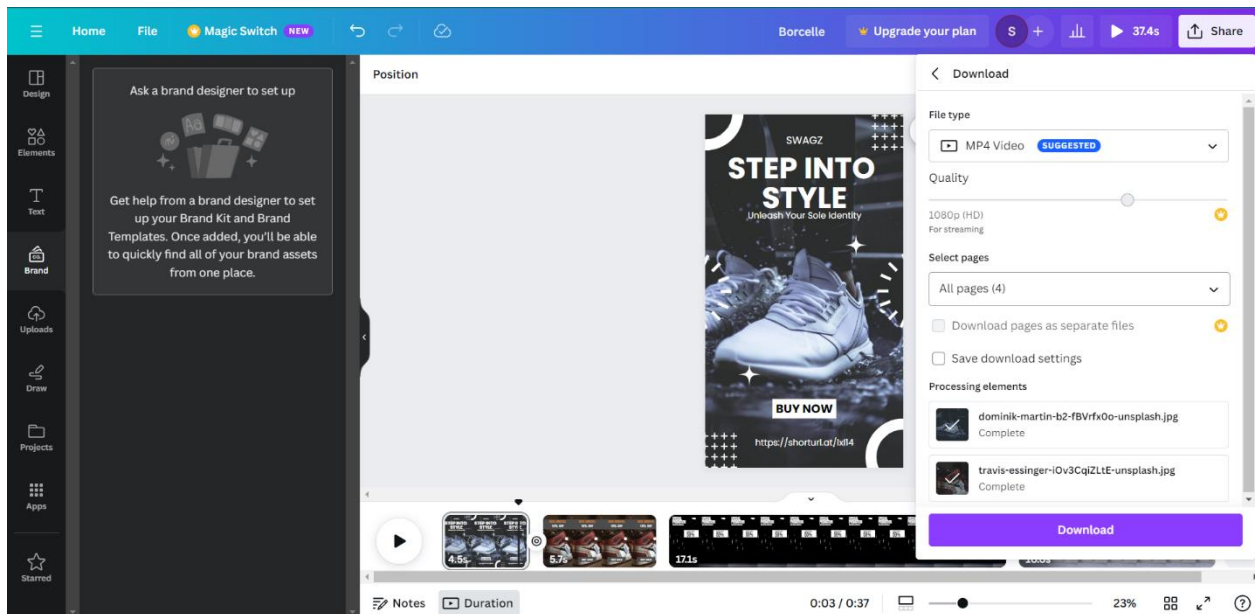 Home File Magic Switch NEW Borcelle Upgrade your plan S + 37.4s Share
Design
Elements
Text
Brand
Uploads
Draw
Projects
Apps
Starred
Ask a brand designer to set up
Get help from a brand designer to set
up your Brand Kit and Brand
Templates. Once added, you'll be able
to quickly find all of your brand assets
from one place.
Position
SWAGZ
STEP INTO
STYLE
Unleash Your Sole Identity
BUY NOW
https://shorturl.at/lxl14
Download
File type
MP4 Video SUGGESTED
Quality
1080p (HD)
For streaming
Select pages
All pages (4)
Download pages as separate files
Save download settings
Processing elements
dominik-martin-b2-fBVrfx0o-unsplash.jpg
Complete
travis-essinger-iOv3CqiZLtE-unsplash.jpg
Complete
Download
4.5s 5.7s 17.1s
Notes Duration 0:03 / 0:37 23%